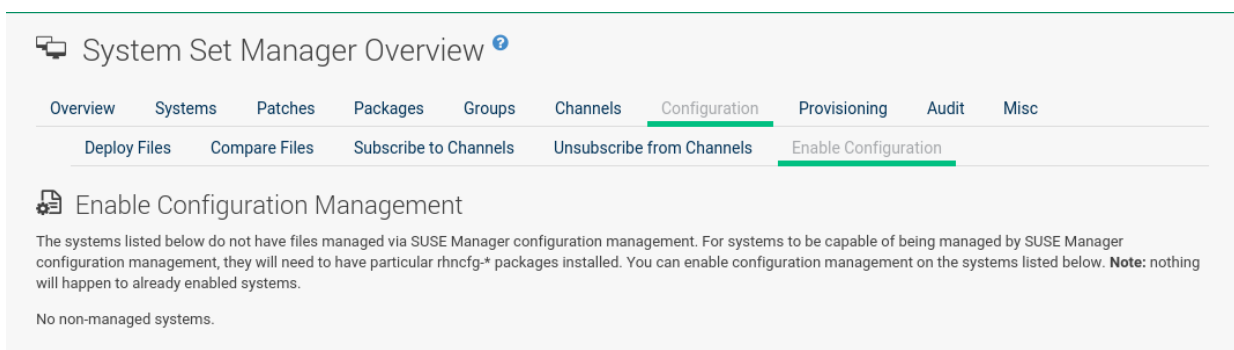 System Set Manager Overview ?
Overview Systems Patches Packages Groups Channels Configuration Provisioning Audit Misc
Deploy Files Compare Files Subscribe to Channels Unsubscribe from Channels Enable Configuration
Enable Configuration Management
The systems listed below do not have files managed via SUSE Manager configuration management. For systems to be capable of being managed by SUSE Manager
configuration management, they will need to have particular rhncfg-* packages installed. You can enable configuration management on the systems listed below. Note: nothing
will happen to already enabled systems.
No non-managed systems.